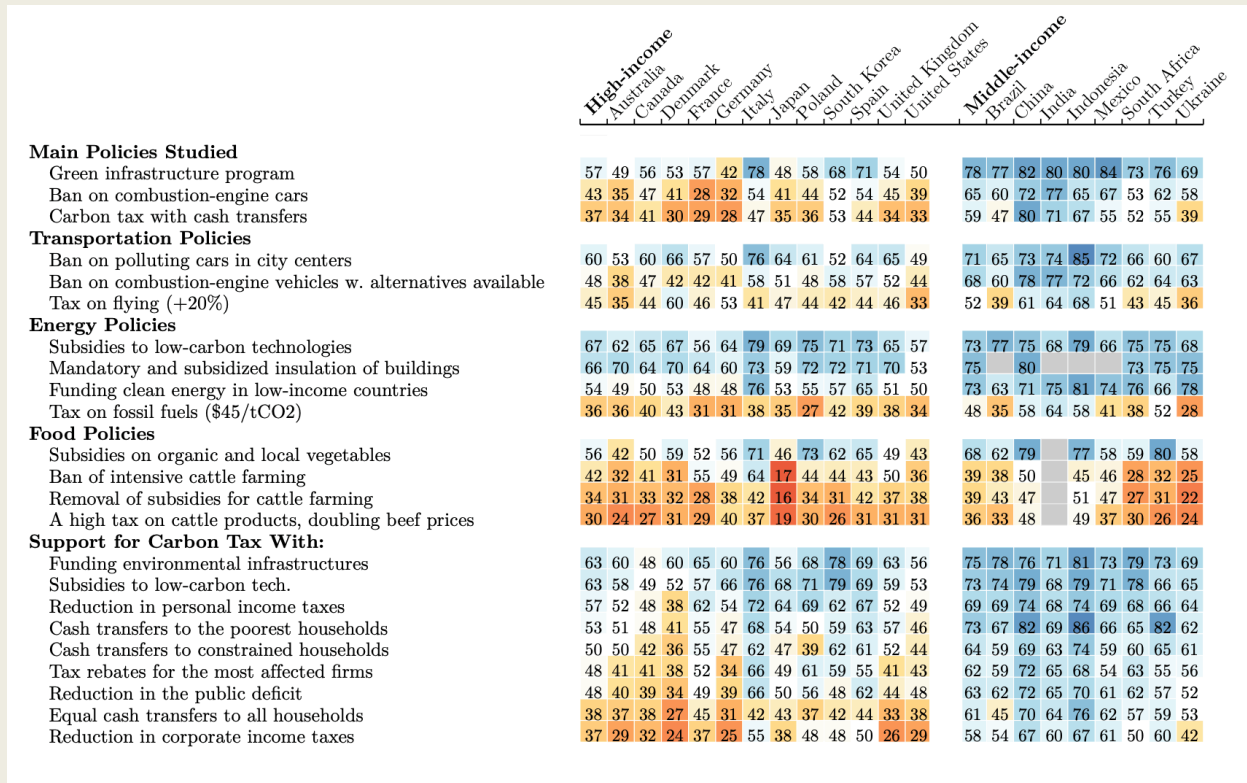 High-income Australia Canada Denmark France Germany Italy Japan Poland South Korea Spain United Kingdom United States Middle-income Brazil China India Indonesia Mexico South Africa Turkey Ukraine
Main Policies Studied
Green infrastructure program 57 49 56 53 57 42 78 48 58 68 71 54 50 78 77 82 80 80 84 73 76 69
Ban on combustion-engine cars 43 35 47 41 28 32 54 41 44 52 54 45 39 65 60 72 77 65 67 53 62 58
Carbon tax with cash transfers 37 34 41 30 29 28 47 35 36 53 44 34 33 59 47 80 71 67 55 52 55 39
Transportation Policies
Ban on polluting cars in city centers 60 53 60 66 57 50 76 64 61 52 64 65 49 71 65 73 74 85 72 66 60 67
Ban on combustion-engine vehicles w. alternatives available 48 38 47 42 42 41 58 51 48 58 57 52 44 68 60 78 77 72 66 62 64 63
Tax on flying (+20%) 45 35 44 60 46 53 41 47 44 42 44 46 33 52 39 61 64 68 51 43 45 36
Energy Policies
Subsidies to low-carbon technologies 67 62 65 67 56 64 79 69 75 71 73 65 57 73 77 75 68 79 66 75 75 68
Mandatory and subsidized insulation of buildings 66 70 64 70 64 60 73 59 72 72 71 70 53 75 80 73 75 75
Funding clean energy in low-income countries 54 49 50 53 48 48 76 53 55 57 65 51 50 73 63 71 75 81 74 76 66 78
Tax on fossil fuels ($45/tCO2) 36 36 40 43 31 31 38 35 27 42 39 38 34 48 35 58 64 58 41 38 52 28
Food Policies
Subsidies on organic and local vegetables 56 42 50 59 52 56 71 46 73 62 65 49 43 68 62 79 77 58 59 80 58
Ban of intensive cattle farming 42 32 41 31 55 49 64 17 44 44 43 50 36 39 38 50 45 46 28 32 25
Removal of subsidies for cattle farming 34 31 33 32 28 38 42 16 34 31 42 37 38 39 43 47 51 47 27 31 22
A high tax on cattle products, doubling beef prices 30 24 27 31 29 40 37 19 30 26 31 31 31 36 33 48 49 37 30 26 24
Support for Carbon Tax With:
Funding environmental infrastructures 63 60 48 60 65 60 76 56 68 78 69 63 56 75 78 76 71 81 73 79 73 69
Subsidies to low-carbon tech. 63 58 49 52 57 66 76 68 71 79 69 59 53 73 74 79 68 79 71 78 66 65
Reduction in personal income taxes 57 52 48 38 62 54 72 64 69 62 67 52 49 69 69 74 68 74 69 68 66 64
Cash transfers to the poorest households 53 51 48 41 55 47 68 54 50 59 63 57 46 73 67 82 69 86 66 65 82 62
Cash transfers to constrained households 50 50 42 36 55 47 62 47 39 62 61 52 44 64 59 69 63 74 59 60 65 61
Tax rebates for the most affected firms 48 41 41 38 52 34 66 49 61 59 55 41 43 62 59 72 65 68 54 63 55 56
Reduction in the public deficit 48 40 39 34 49 39 66 50 56 48 62 44 48 63 62 72 65 70 61 62 57 52
Equal cash transfers to all households 38 37 38 27 45 31 42 43 37 42 44 33 38 61 45 70 64 76 62 57 59 53
Reduction in corporate income taxes 37 29 32 24 37 25 55 38 48 48 50 26 29 58 54 67 60 67 61 50 60 42